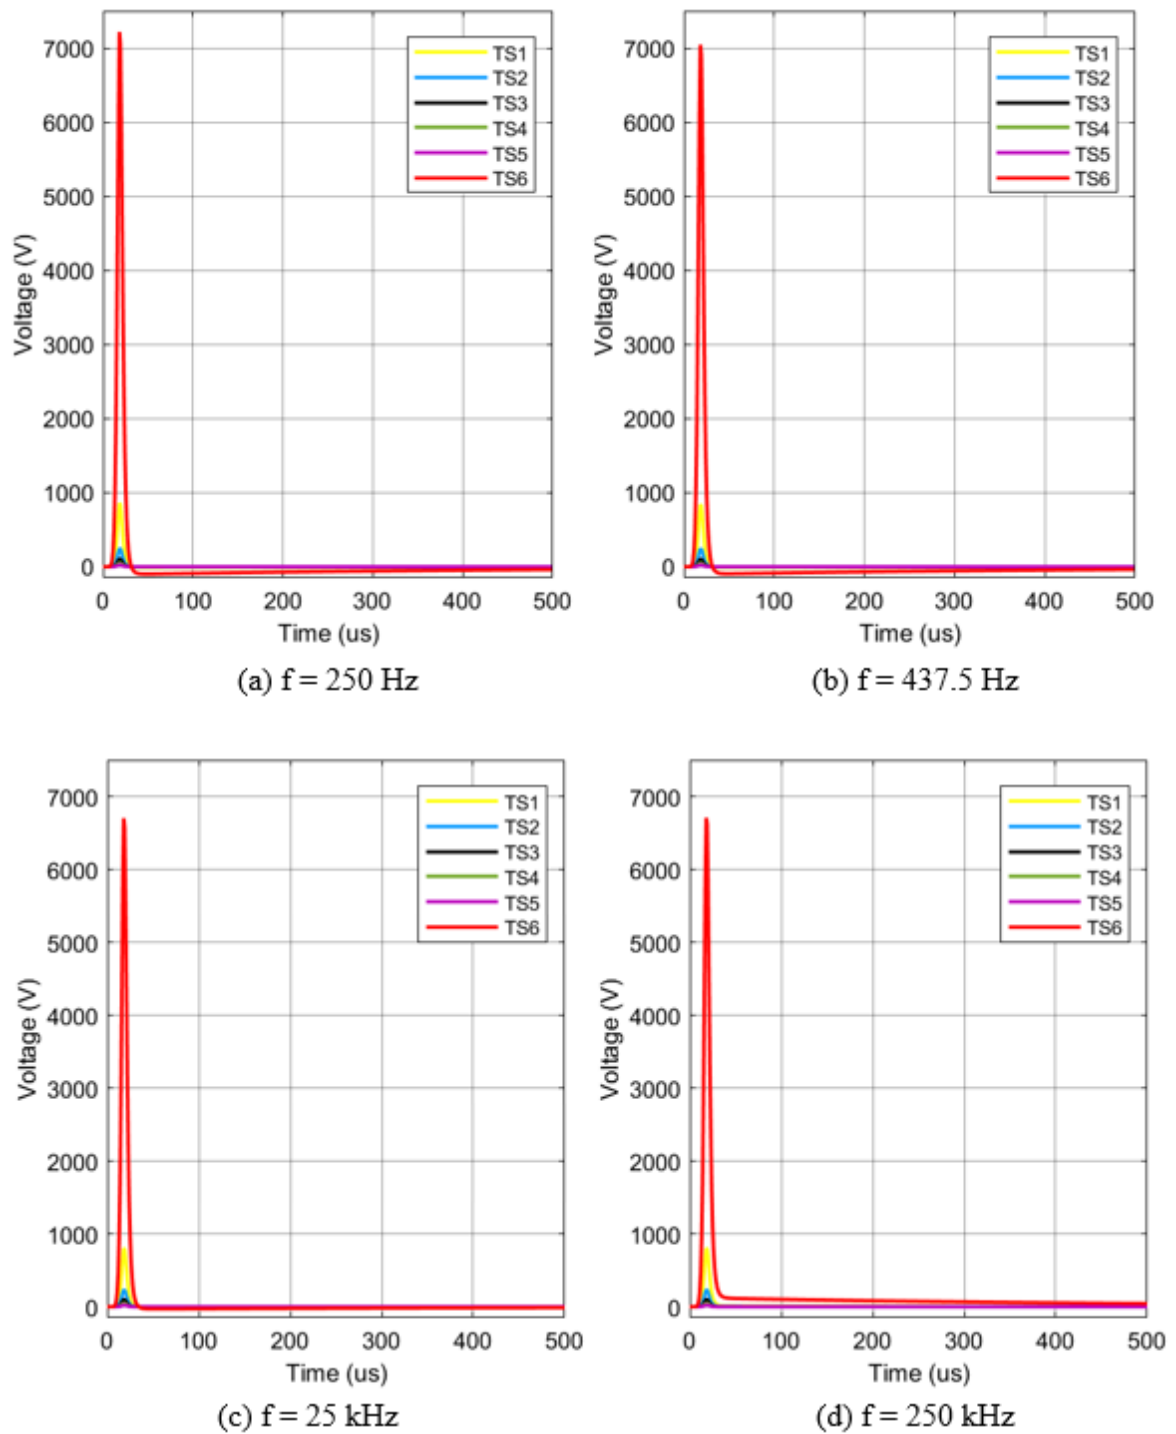 7000
6000
5000
4000
3000
2000
1000
0
Voltage (V)
0 100 200 300 400 500
Time (us)
TS1
TS2
TS3
TS4
TS5
TS6
(a) f = 250 Hz
7000
6000
5000
4000
3000
2000
1000
0
Voltage (V)
0 100 200 300 400 500
Time (us)
TS1
TS2
TS3
TS4
TS5
TS6
(b) f = 437.5 Hz
7000
6000
5000
4000
3000
2000
1000
0
Voltage (V)
0 100 200 300 400 500
Time (us)
TS1
TS2
TS3
TS4
TS5
TS6
(c) f = 25 kHz
7000
6000
5000
4000
3000
2000
1000
0
Voltage (V)
0 100 200 300 400 500
Time (us)
TS1
TS2
TS3
TS4
TS5
TS6
(d) f = 250 kHz